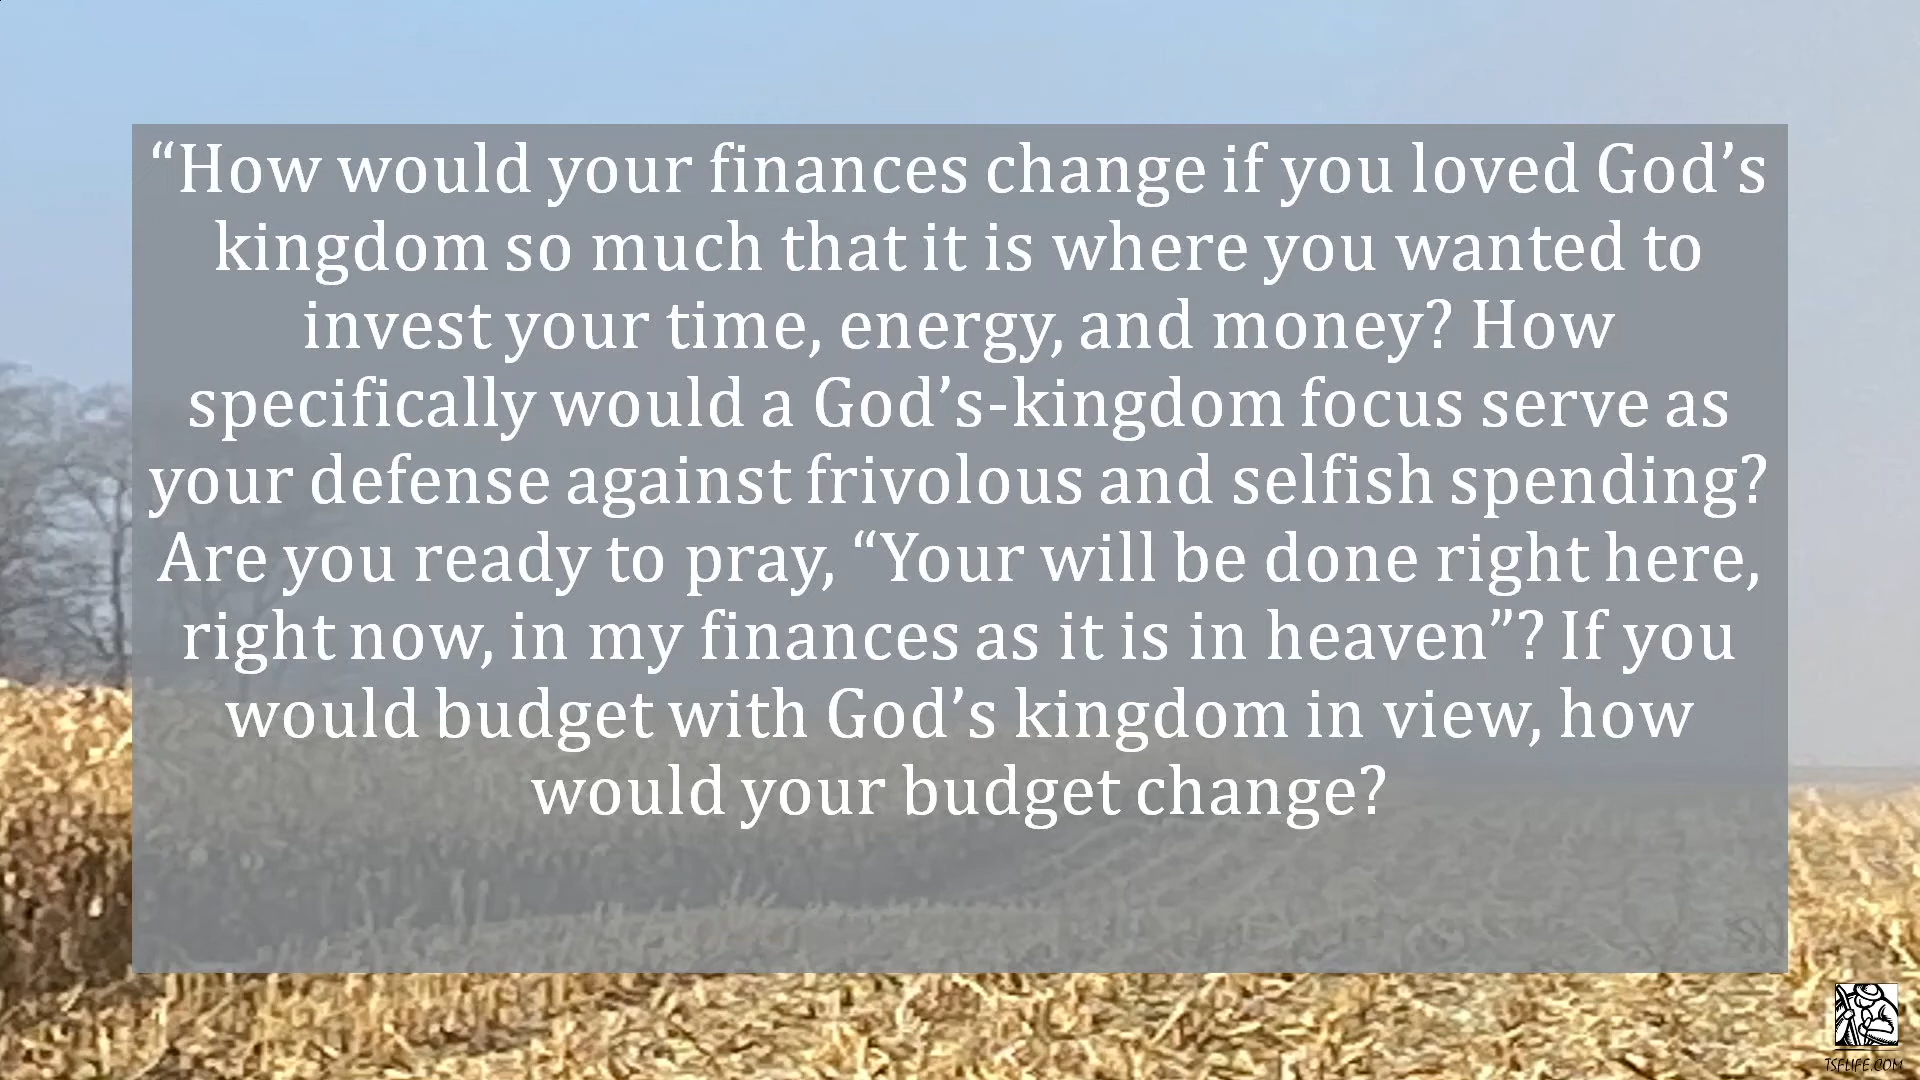 “How would your finances change if you loved God’s
kingdom so much that it is where you wanted to
invest your time, energy, and money? How
specifically would a God’s-kingdom focus serve as
your defense against frivolous and selfish spending?
Are you ready to pray, “Your will be done right here,
right now, in my finances as it is in heaven”? If you
would budget with God’s kingdom in view, how
would your budget change?
TSFLIFE.COM